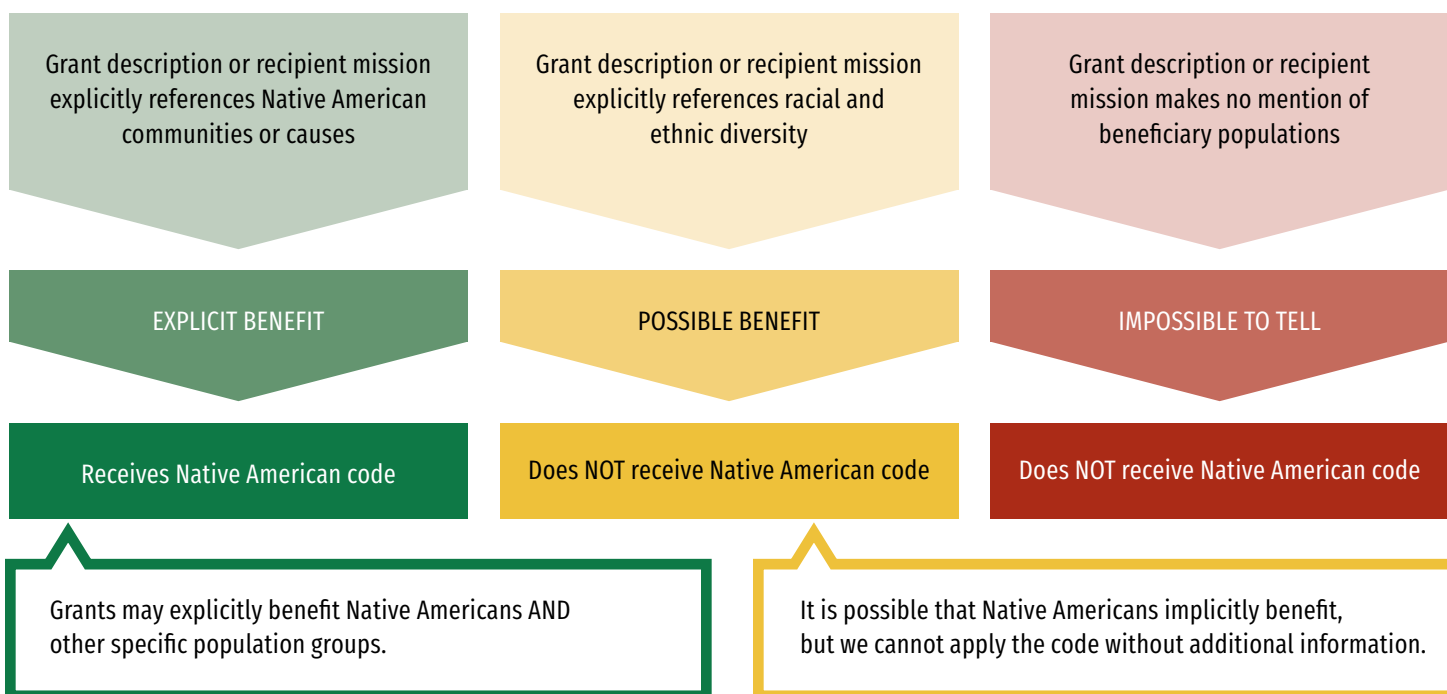 Grant description or recipient mission
explicitly references Native American
communities or causes
Grant description or recipient mission
explicitly references racial and
ethnic diversity
Grant description or recipient
mission makes no mention of
beneficiary populations
EXPLICIT BENEFIT
POSSIBLE BENEFIT
IMPOSSIBLE TO TELL
Receives Native American code
Does NOT receive Native American code
Does NOT receive Native American code
Grants may explicitly benefit Native Americans AND
other specific population groups.
It is possible that Native Americans implicitly benefit,
but we cannot apply the code without additional information.